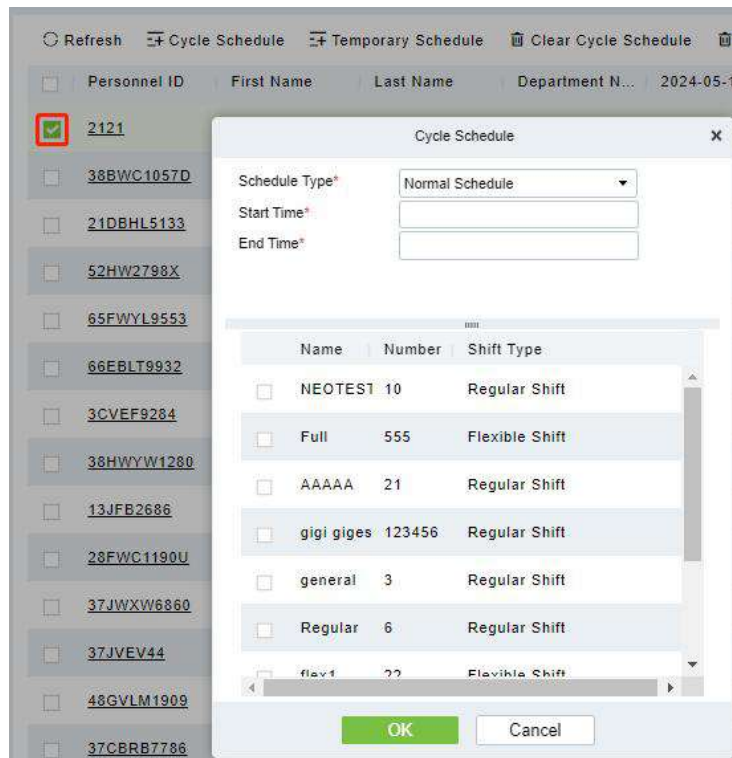 Refresh Cycle Schedule Temporary Schedule Clear Cycle Schedule
Personnel ID First Name Last Name Department N... 2024-05-1
2121
Cycle Schedule
38BWC1057D
Schedule Type* Normal Schedule
21DBHL5133
Start Time*
End Time*
52HW2798X
65FWYL9553
Name Number Shift Type
66EBLT9932
NEOTEST 10 Regular Shift
3CVEF9284
Full 555 Flexible Shift
38HWYW1280
AAAAA 21 Regular Shift
13JFB2686
gigi giges 123456 Regular Shift
28FWC1190U
general 3 Regular Shift
37JWXW6860
Regular 6 Regular Shift
37JVEV44
flex1 22 Flexible Shift
48GVLM1909
OK Cancel
37CBRB7786